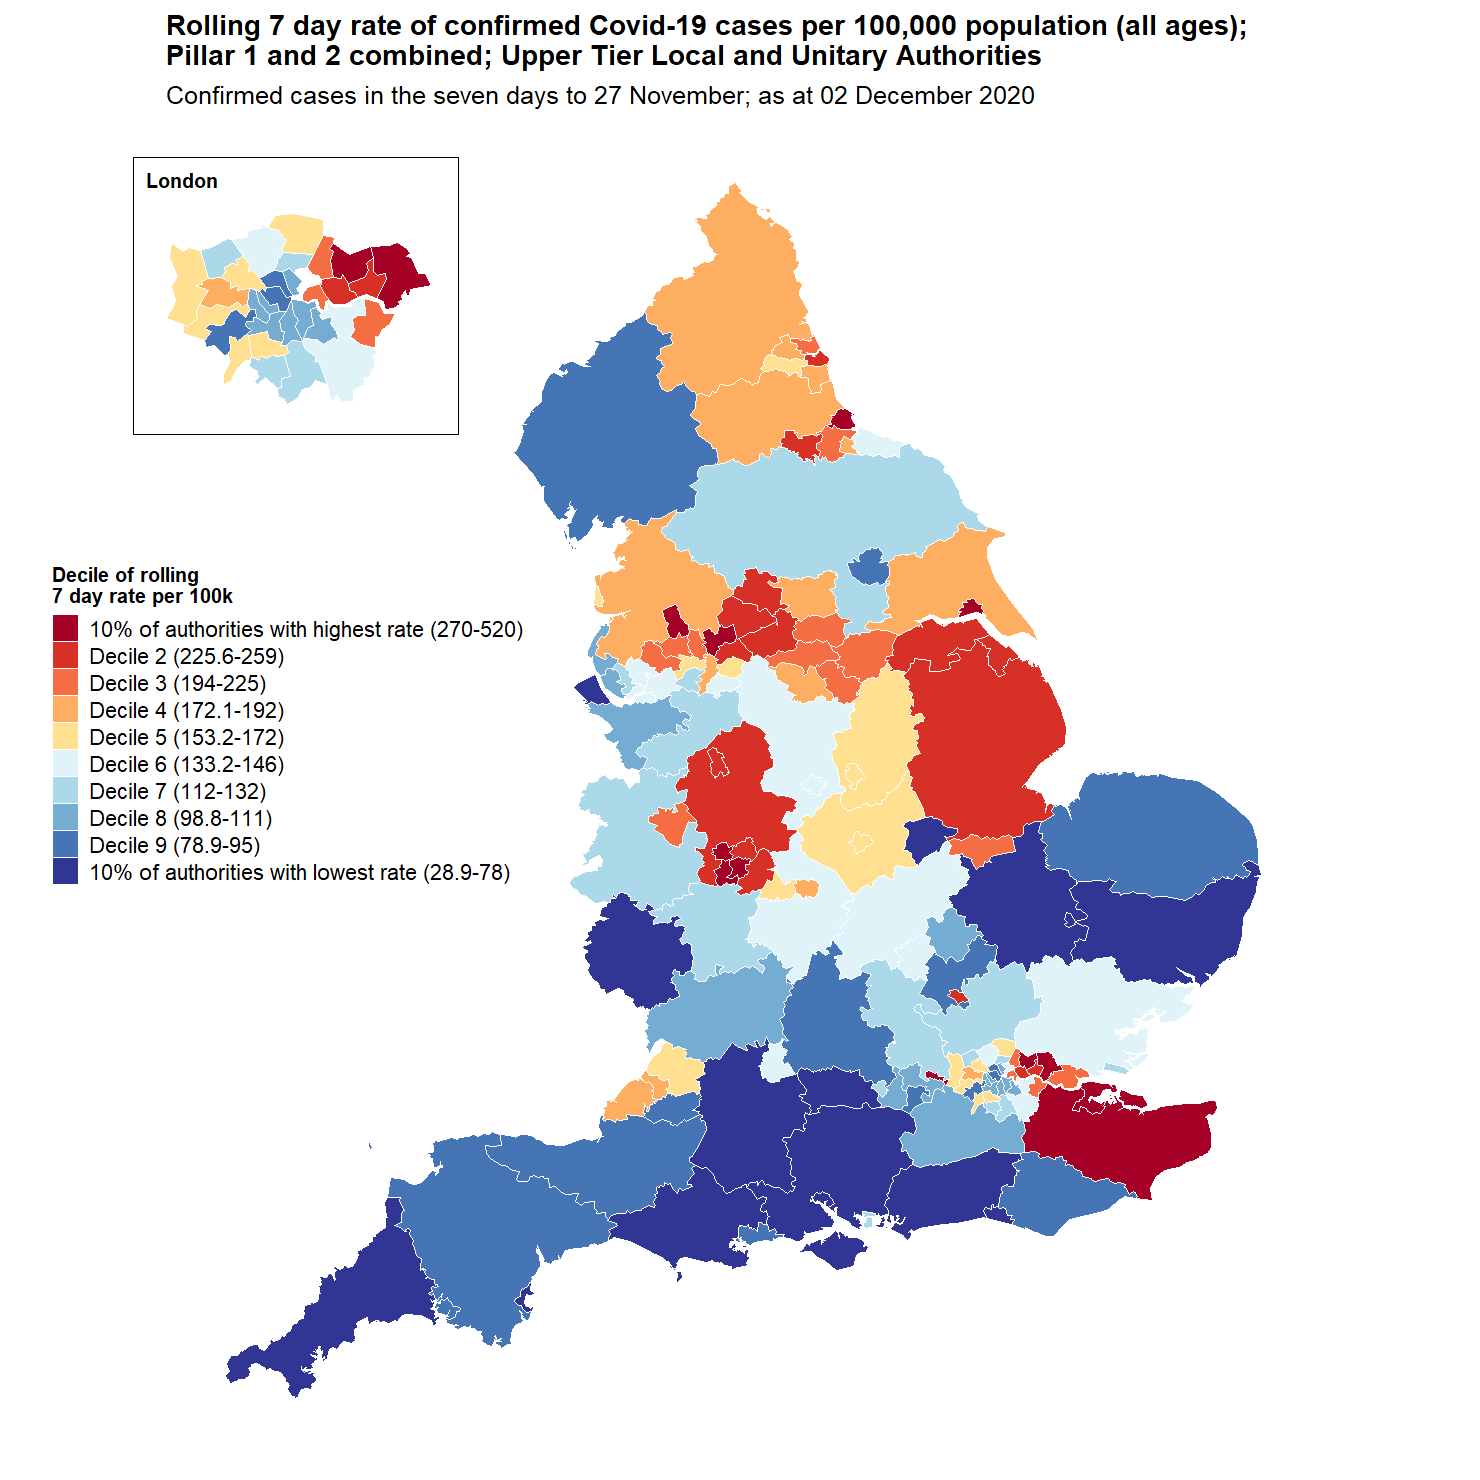 Rolling 7 day rate of confirmed Covid-19 cases per 100,000 population (all ages);
Pillar 1 and 2 combined; Upper Tier Local and Unitary Authorities
Confirmed cases in the seven days to 27 November; as at 02 December 2020
London
Decile of rolling
7 day rate per 100k
10% of authorities with highest rate (270-520)
Decile 2 (225.6-259)
Decile 3 (194-225)
Decile 4 (172.1-192)
Decile 5 (153.2-172)
Decile 6 (133.2-146)
Decile 7 (112-132)
Decile 8 (98.8-111)
Decile 9 (78.9-95)
10% of authorities with lowest rate (28.9-78)